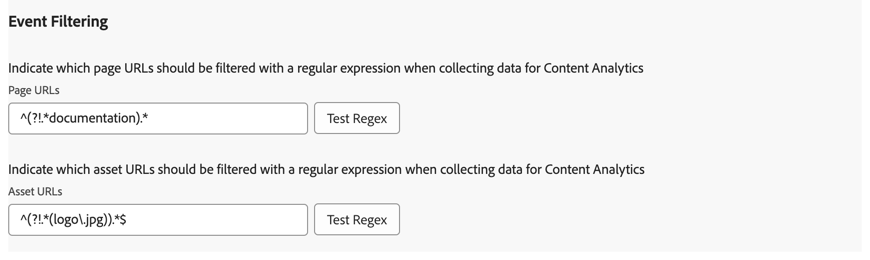 Event Filtering
Indicate which page URLs should be filtered with a regular expression when collecting data for Content Analytics
Page URLs
^(?!.*documentation).*
Test Regex
Indicate which asset URLs should be filtered with a regular expression when collecting data for Content Analytics
Asset URLs
^(?!.*(logo\.jpg)).*$
Test Regex